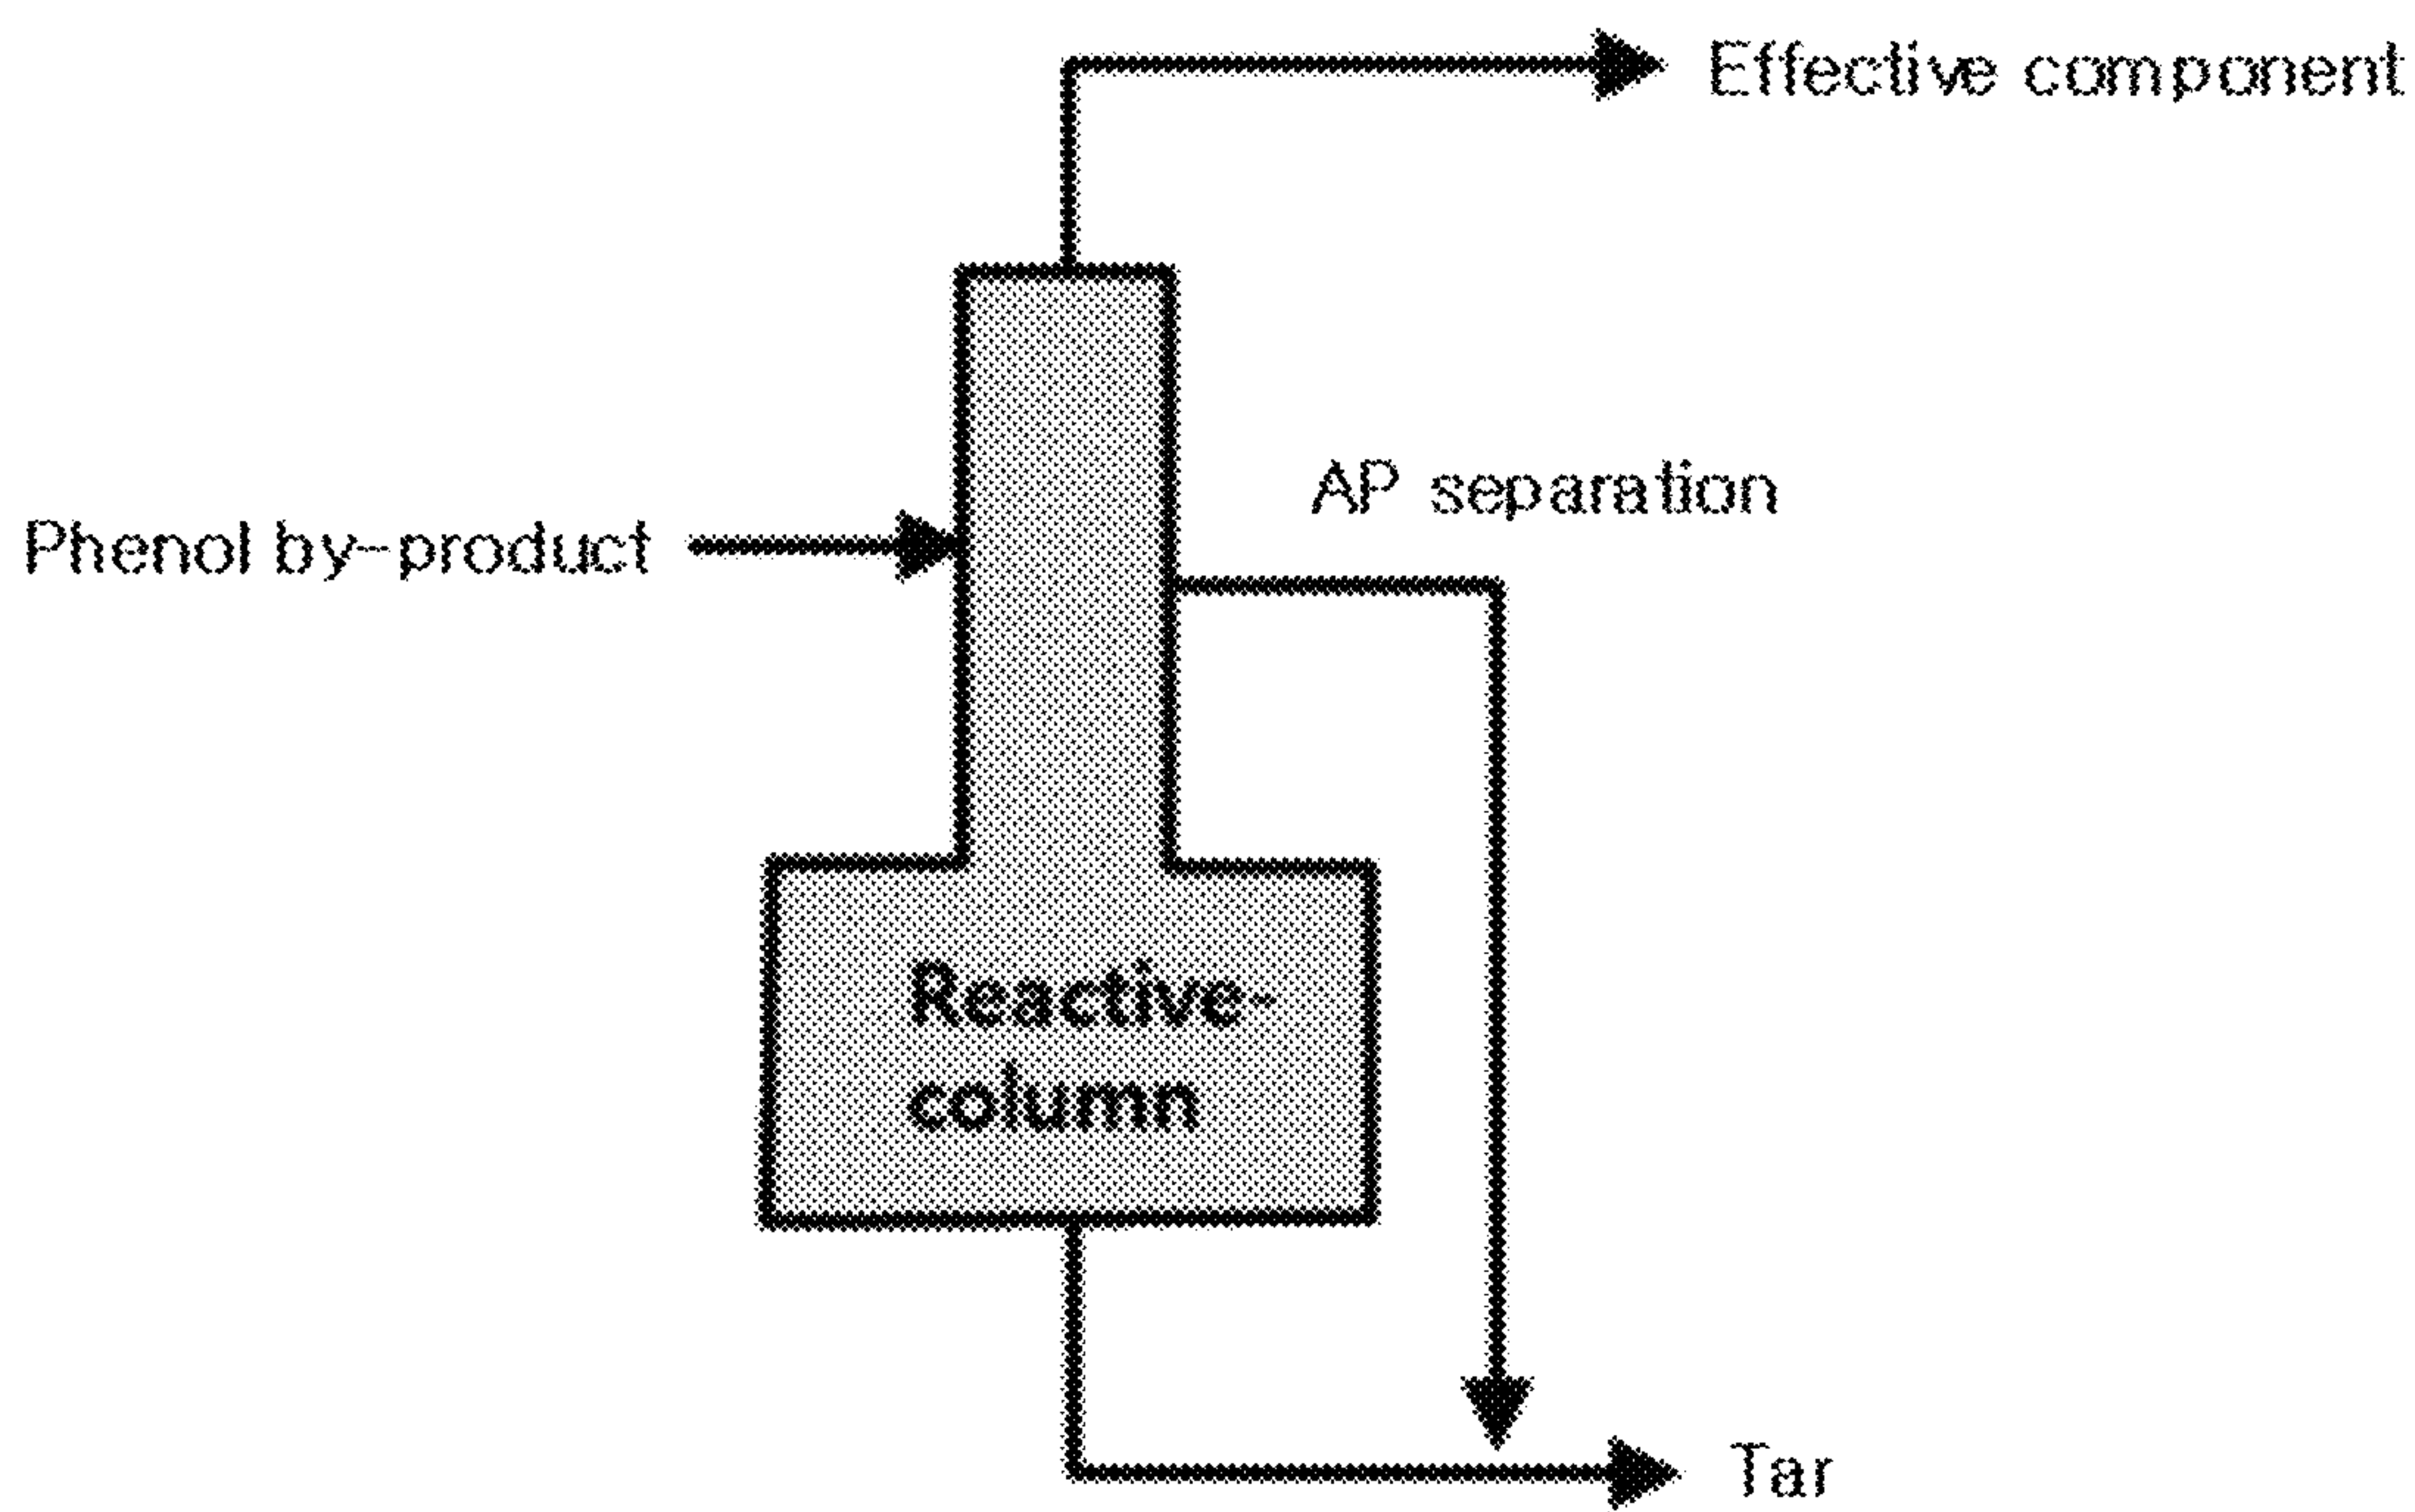 Effective component
AP separation
Phenol by-product
Reactive-
column
Tar